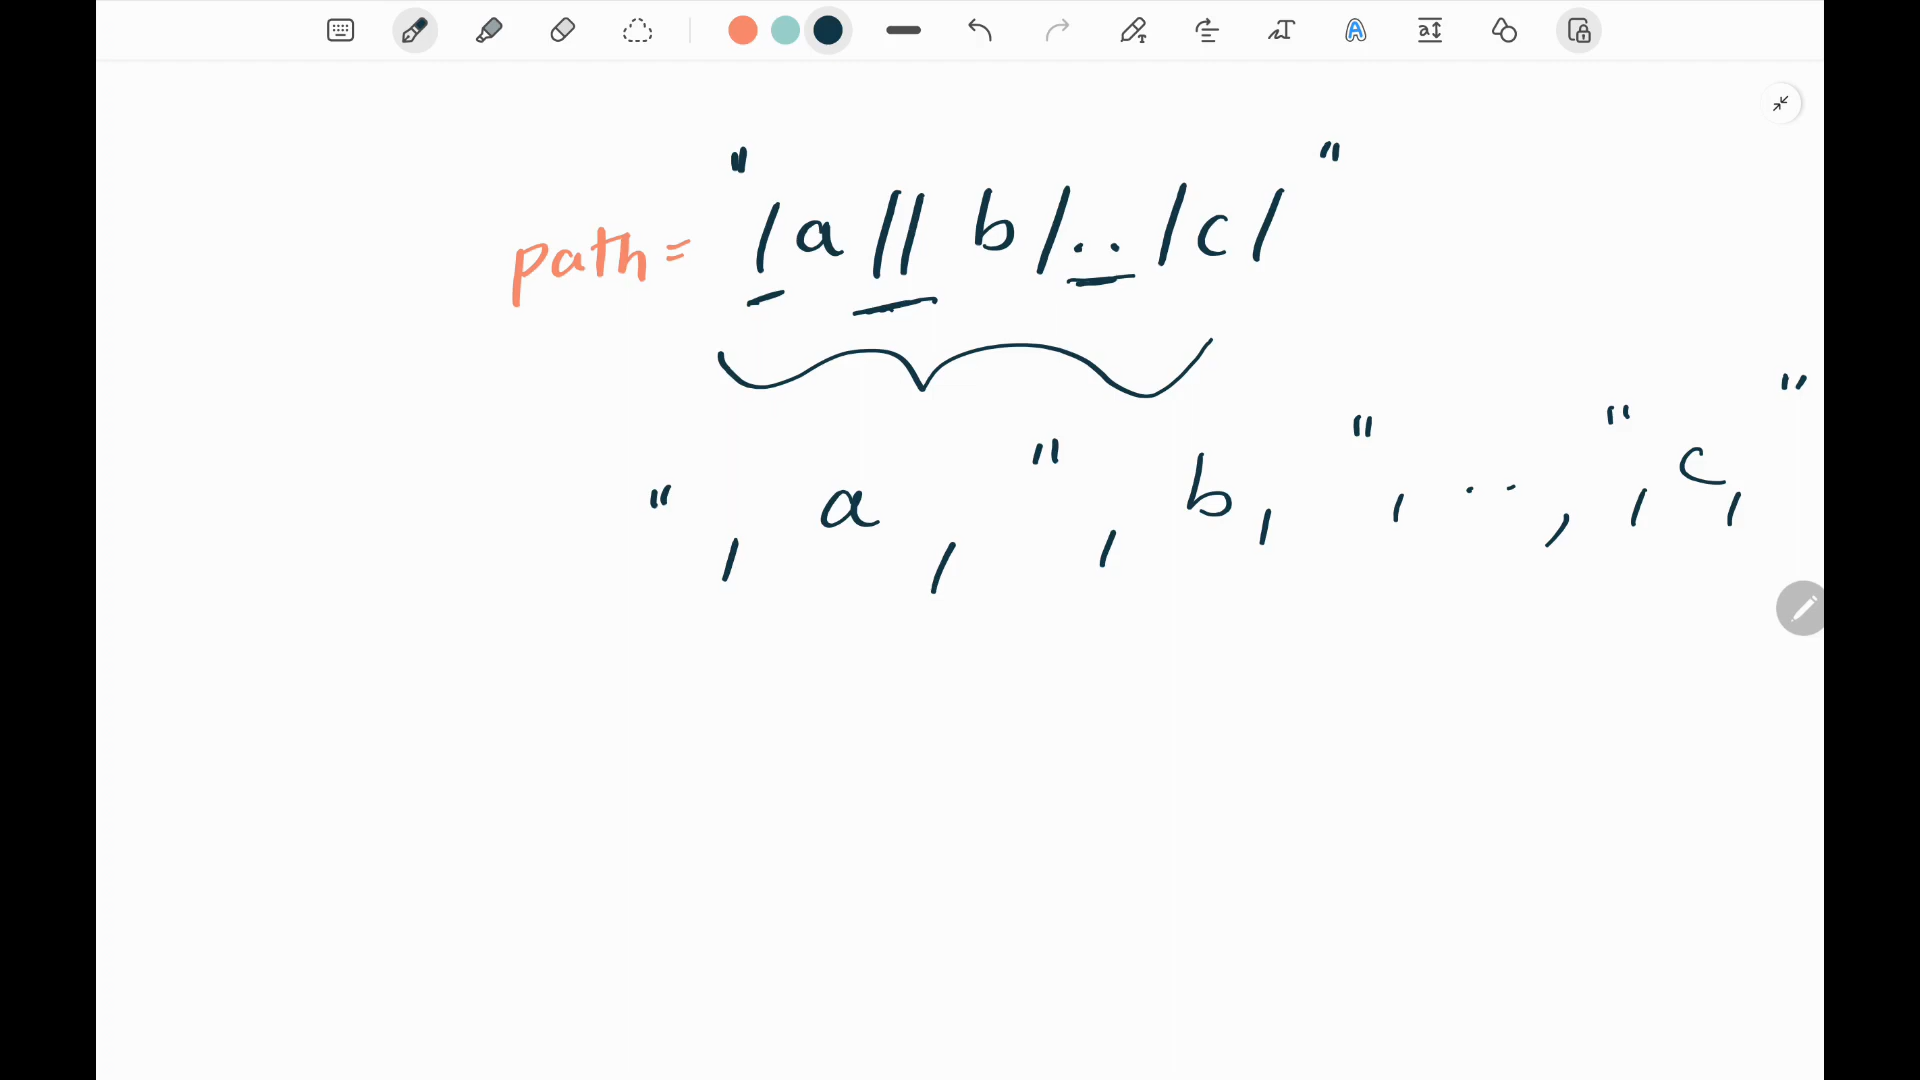 path = "/a//b/../c/"
", a, ", b, ", .., ", c, "